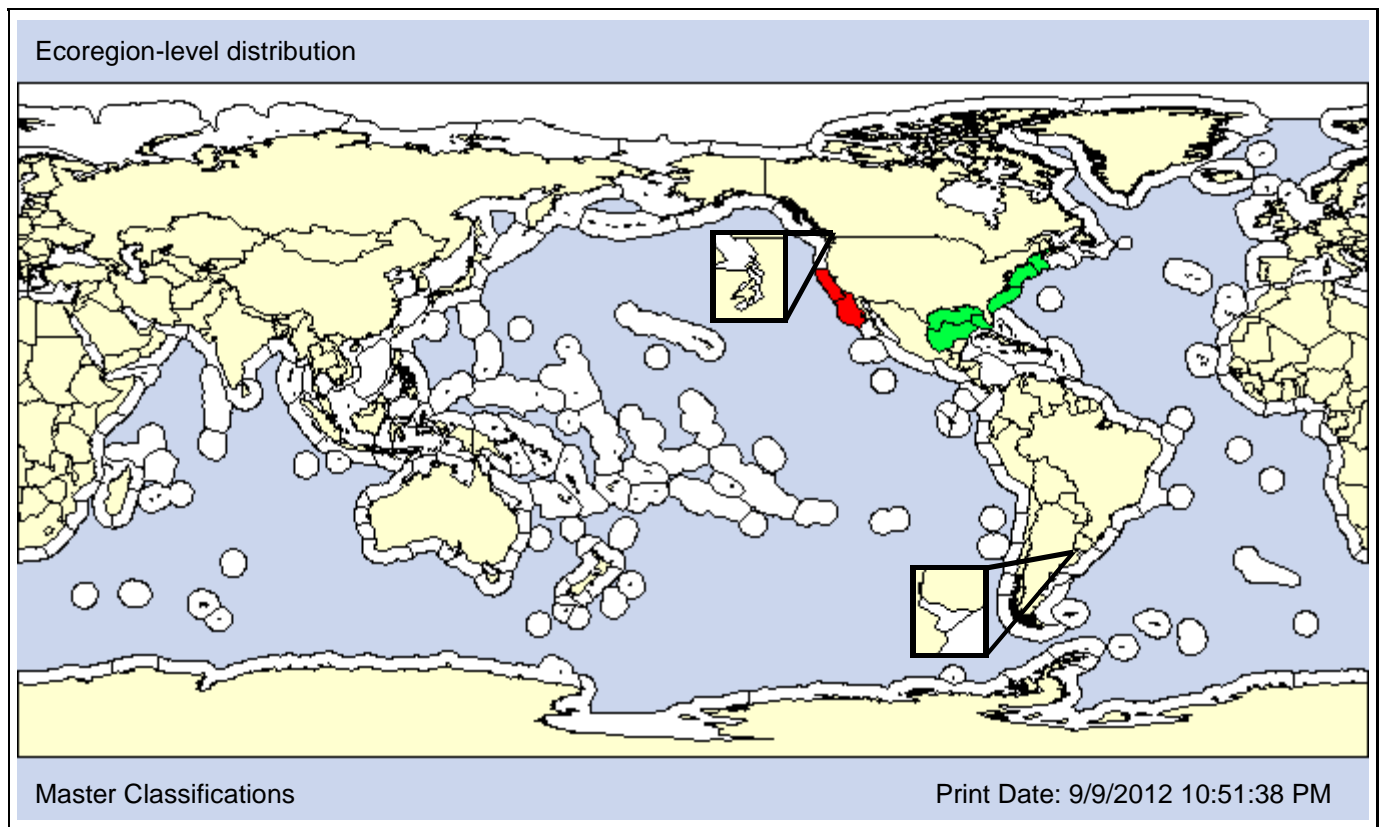 Ecoregion-level distribution
Master Classifications
Print Date: 9/9/2012 10:51:38 PM